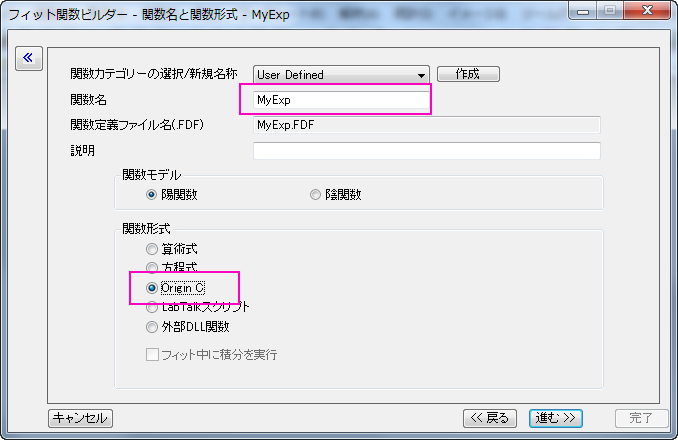 フィット関数ビルダー - 関数名と関数形式 - MyExp
関数カテゴリーの選択/新規名称 User Defined 作成
関数名 MyExp
関数定義ファイル名(.FDF) MyExp.FDF
説明
関数モデル
陽関数 陰関数
関数形式
算術式
方程式
Origin C
LabTalkスクリプト
外部DLL関数
フィット中に積分を実行
キャンセル << 戻る 進む >> 完了